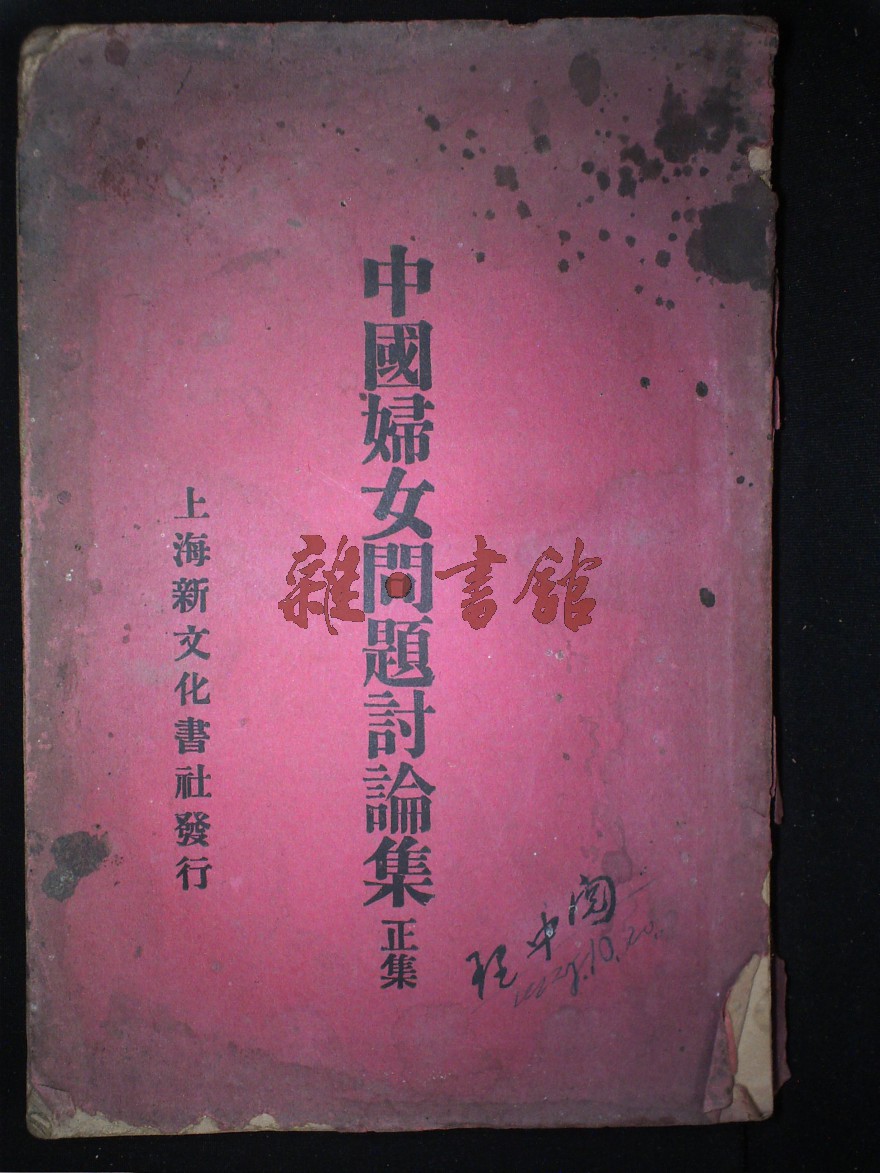 中國婦女問題討論集 正集
上海新文化書社發行
雜·書館